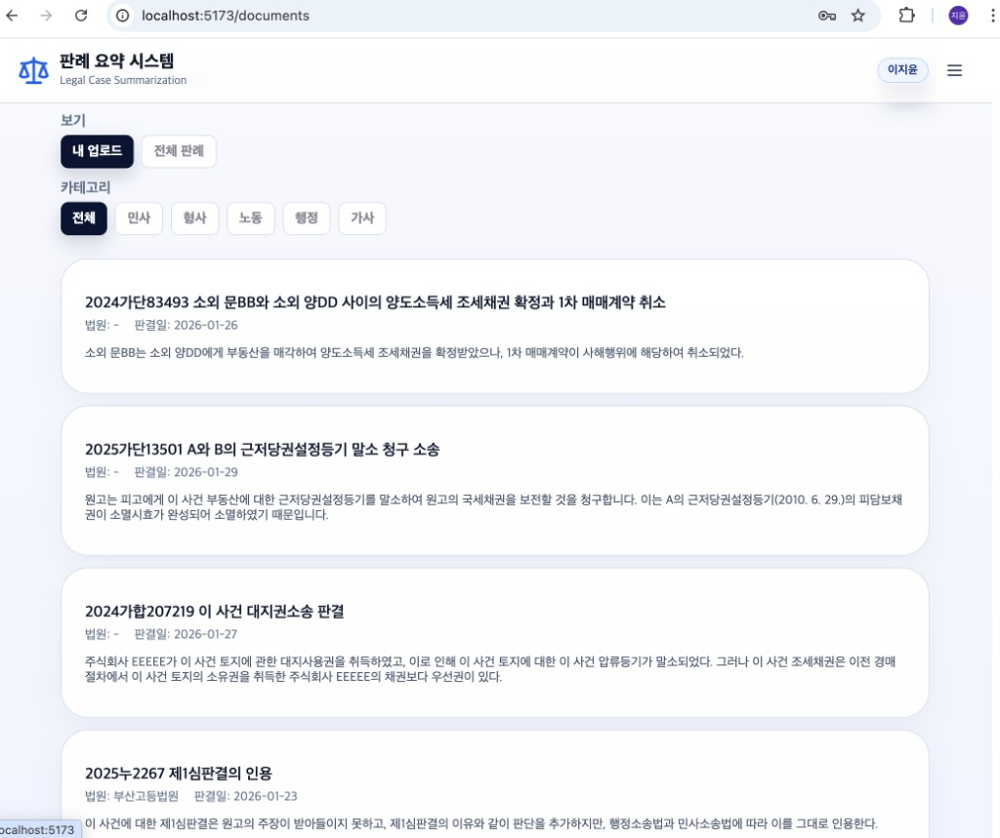 localhost:5173/documents
지윤
판례 요약 시스템
Legal Case Summarization
이지윤
보기
내 업로드 전체 판례
카테고리
전체 민사 형사 노동 행정 가사
2024가단83493 소외 문BB와 소외 양DD 사이의 양도소득세 조세채권 확정과 1차 매매계약 취소
법원: - 판결일: 2026-01-26
소외 문BB는 소외 양DD에게 부동산을 매각하여 양도소득세 조세채권을 확정받았으나, 1차 매매계약이 사해행위에 해당하여 취소되었다.
2025가단13501 A와 B의 근저당권설정등기 말소 청구 소송
법원: - 판결일: 2026-01-29
원고는 피고에게 이 사건 부동산에 대한 근저당권설정등기를 말소하여 원고의 국세채권을 보전할 것을 청구합니다. 이는 A의 근저당권설정등기(2010. 6. 29.)의 피담보채
권이 소멸시효가 완성되어 소멸하였기 때문입니다.
2024가합207219 이 사건 대지권소송 판결
법원: - 판결일: 2026-01-27
주식회사 EEEEE가 이 사건 토지에 관한 대지사용권을 취득하였고, 이로 인해 이 사건 토지에 대한 이 사건 압류등기가 말소되었다. 그러나 이 사건 조세채권은 이전 경매
절차에서 이 사건 토지의 소유권을 취득한 주식회사 EEEEE의 채권보다 우선권이 있다.
2025누2267 제1심판결의 인용
법원: 부산고등법원 판결일: 2026-01-23
이 사건에 대한 제1심판결은 원고의 주장이 받아들이지 못하고, 제1심판결의 이유와 같이 판단을 추가하지만, 행정소송법과 민사소송법에 따라 이를 그대로 인용한다.
ocalhost:5173